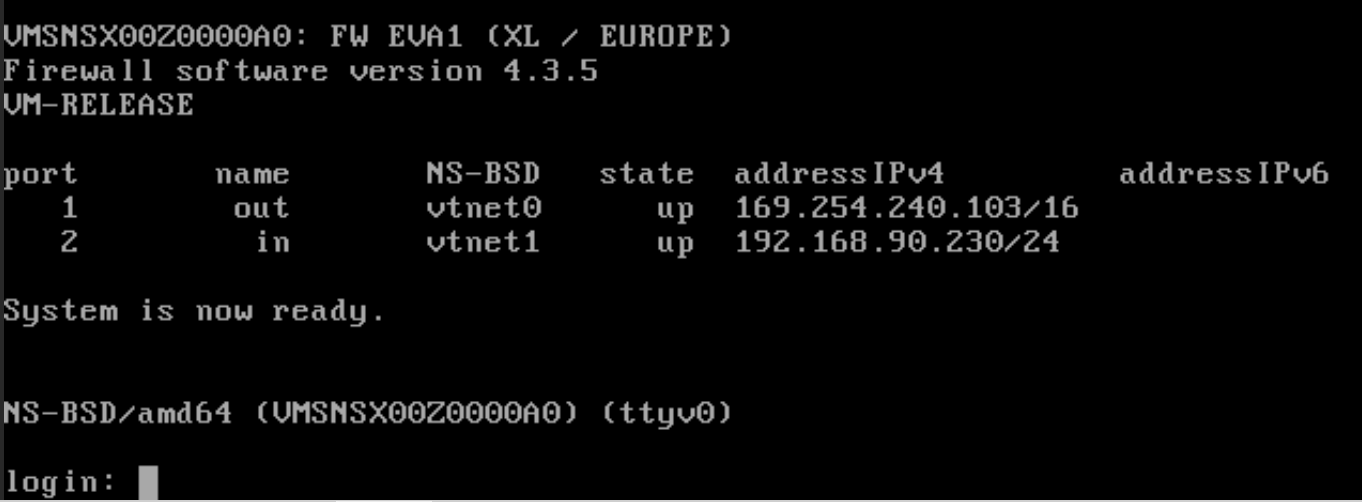 VMSNSX00Z0000A0: FW EVA1 (XL / EUROPE)
Firewall software version 4.3.5
VM-RELEASE
port name NS-BSD state addressIPv4 addressIPv6
1 out vtnet0 up 169.254.240.103/16
2 in vtnet1 up 192.168.90.230/24
System is now ready.
NS-BSD/amd64 (VMSNSX00Z0000A0) (ttyv0)
login: